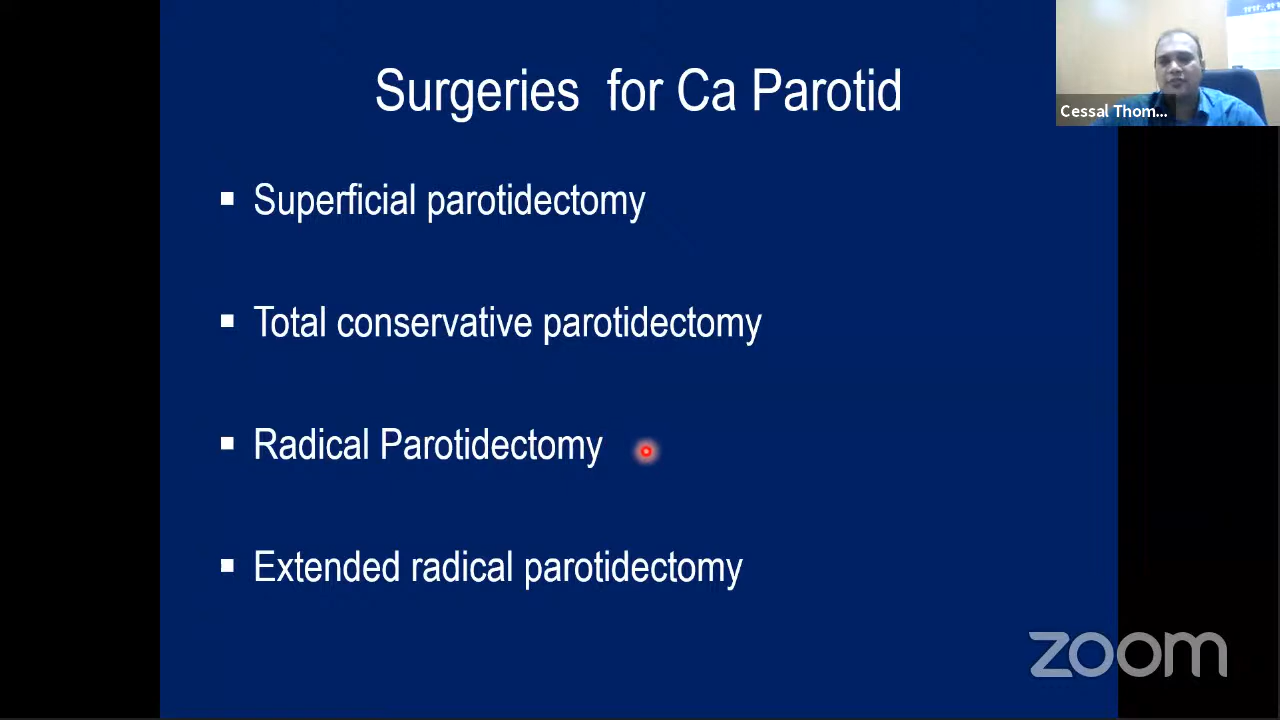 Surgeries for Ca Parotid
Cessal Thom...
▪ Superficial parotidectomy
▪ Total conservative parotidectomy
▪ Radical Parotidectomy
▪ Extended radical parotidectomy
zoom